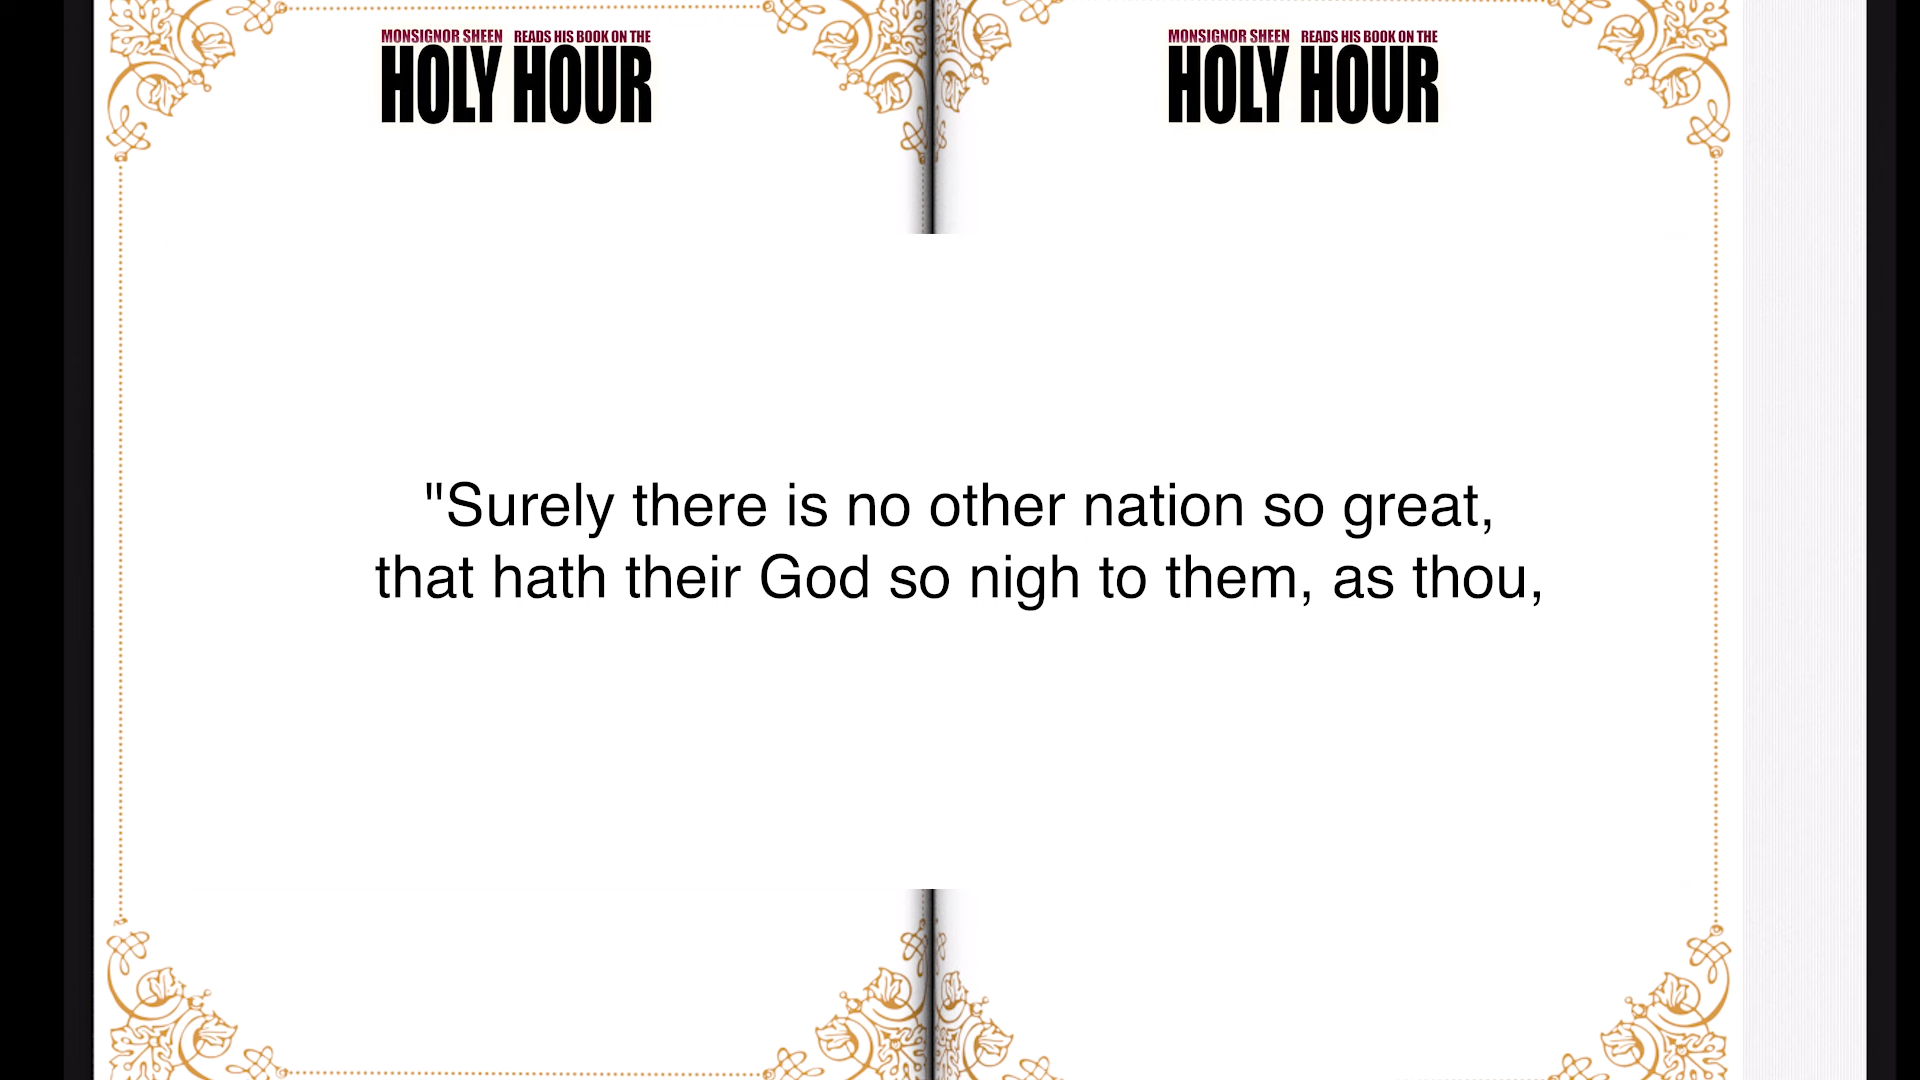 MONSIGNOR SHEEN READS HIS BOOK ON THE
HOLY HOUR
MONSIGNOR SHEEN READS HIS BOOK ON THE
HOLY HOUR
"Surely there is no other nation so great,
that hath their God so nigh to them, as thou,